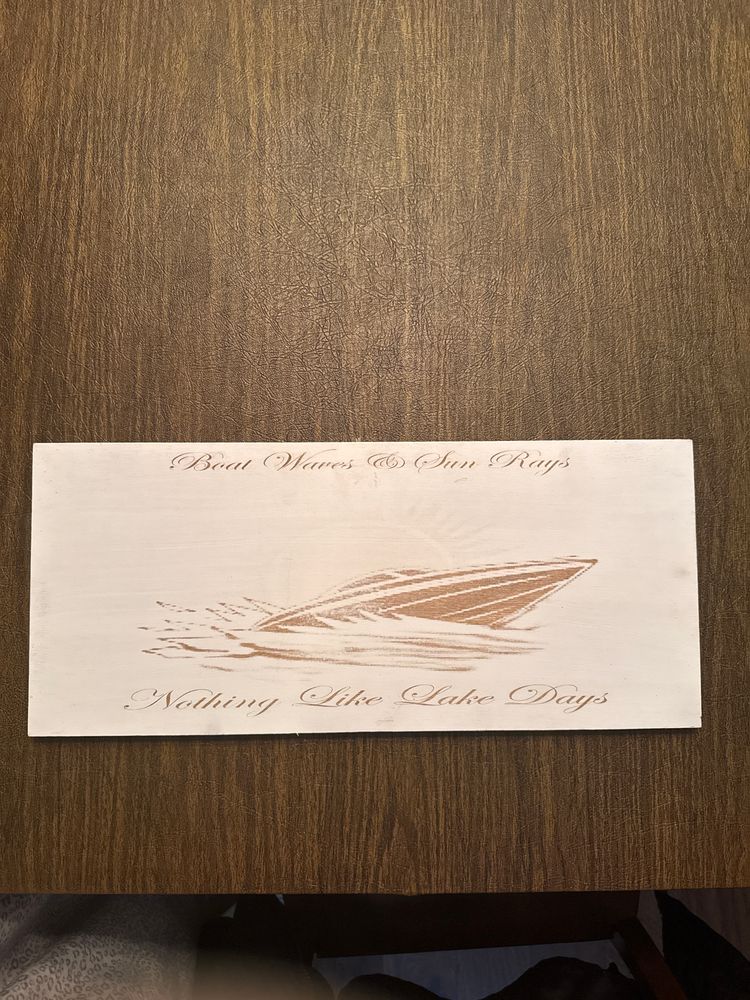 Boat Waves & Sun Rays
Nothing Like Lake Days